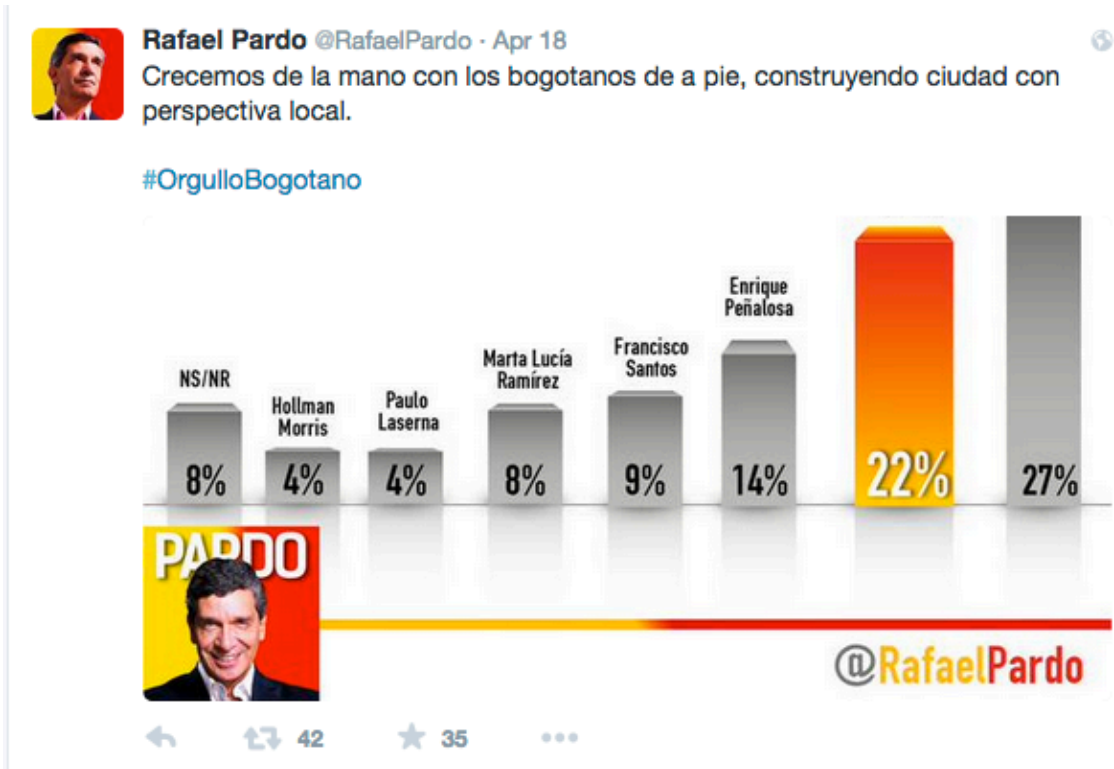 Rafael Pardo @RafaelPardo · Apr 18
Crecemos de la mano con los bogotanos de a pie, construyendo ciudad con
perspectiva local.
#OrgulloBogotano
NS/NR
8%
Hollman
Morris
4%
Paulo
Laserna
4%
Marta Lucía
Ramírez
8%
Francisco
Santos
9%
Enrique
Peñalosa
14%
22%
27%
PARDO
@RafaelPardo
42
35